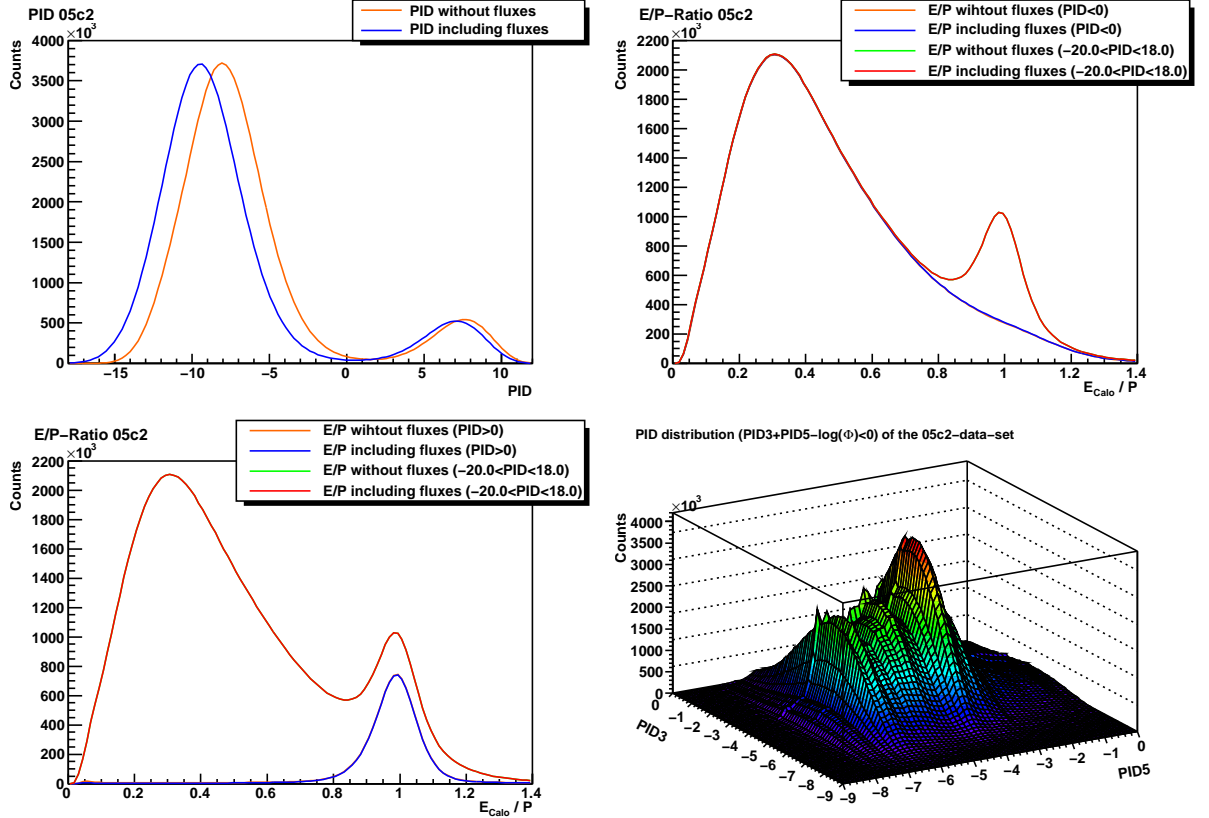 PID 05c2
PID without fluxes
PID including fluxes
×10³
Counts
4000
3500
3000
2500
2000
1500
1000
500
0
−15 −10 −5 0 5 10
PID
E/P−Ratio 05c2
E/P wihtout fluxes (PID<0)
E/P including fluxes (PID<0)
E/P without fluxes (−20.0<PID<18.0)
E/P including fluxes (−20.0<PID<18.0)
×10³
Counts
2200
2000
1800
1600
1400
1200
1000
800
600
400
200
0
0 0.2 0.4 0.6 0.8 1 1.2 1.4
E_Calo / P
E/P−Ratio 05c2
E/P wihtout fluxes (PID>0)
E/P including fluxes (PID>0)
E/P without fluxes (−20.0<PID<18.0)
E/P including fluxes (−20.0<PID<18.0)
×10³
Counts
2200
2000
1800
1600
1400
1200
1000
800
600
400
200
0
0 0.2 0.4 0.6 0.8 1 1.2 1.4
E_Calo / P
PID distribution (PID3+PID5−log(Φ)<0) of the 05c2−data−set
×10³
Counts
4000
3500
3000
2500
2000
1500
1000
500
0
0 −1 −2 −3 −4 −5 −6 −7 −8 −9
PID3
−9 −8 −7 −6 −5 −4 −3 −2 −1 0
PID5